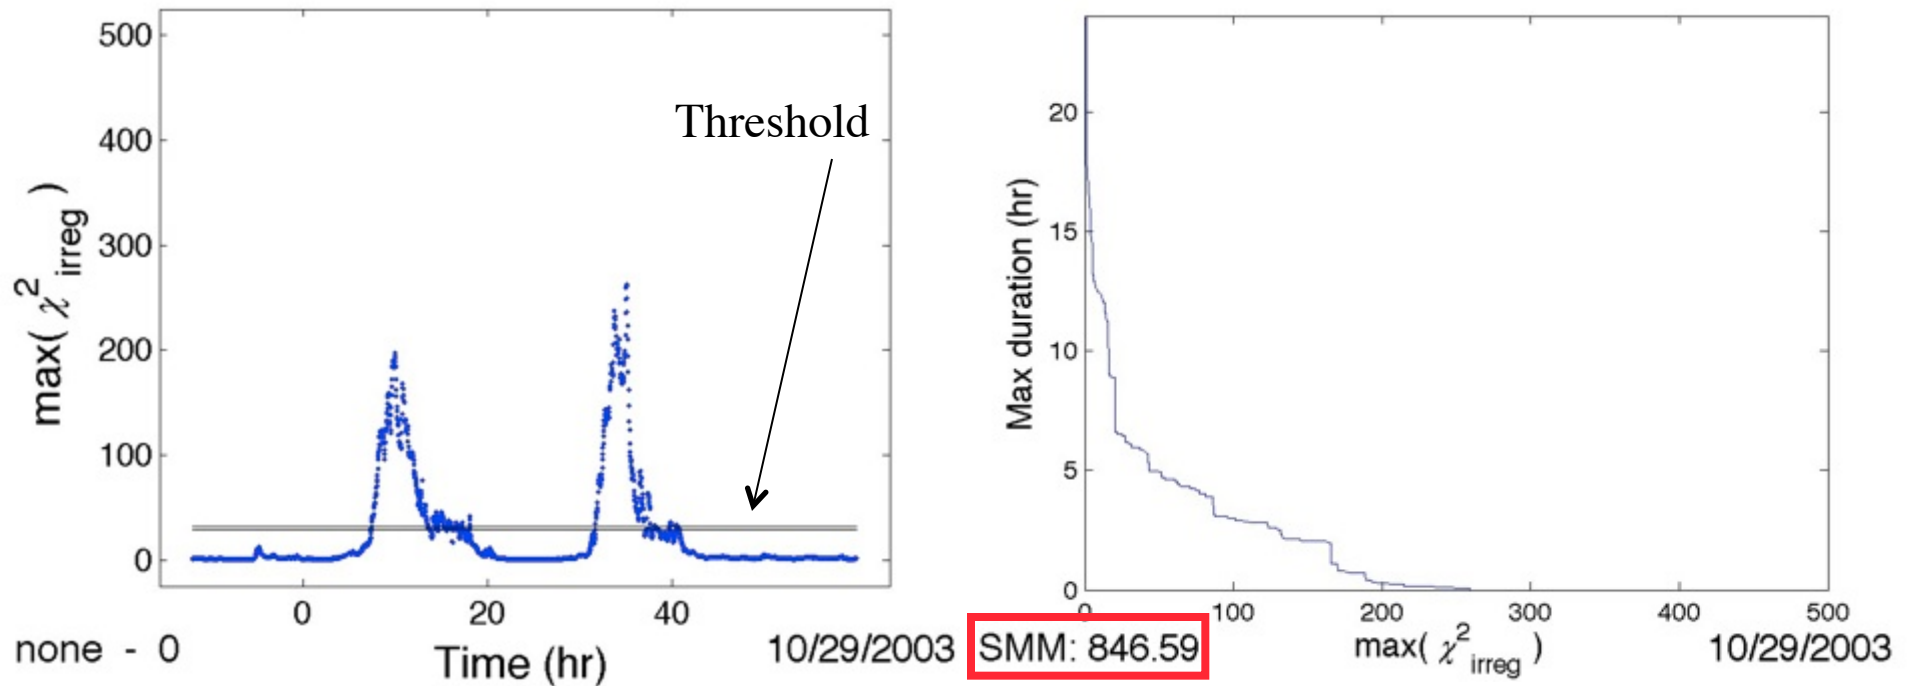 500
400
300
200
100
0
max( χ²irreg )
Threshold
0 20 40
none - 0
Time (hr)
10/29/2003
20
15
10
5
0
Max duration (hr)
0 100 200 300 400 500
SMM: 846.59
max( χ²irreg )
10/29/2003